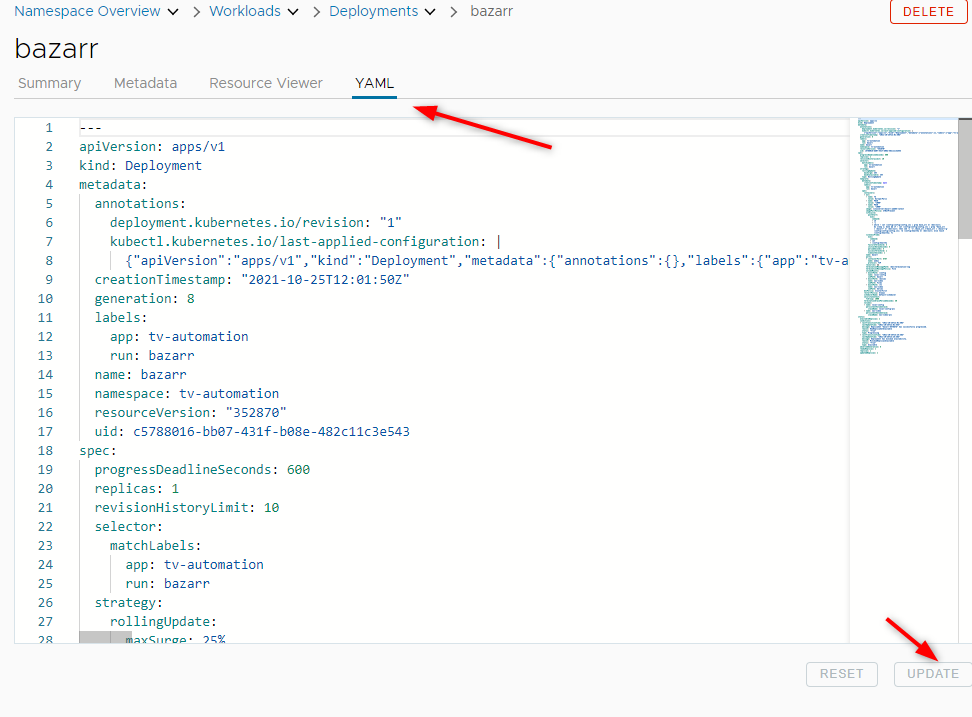 Namespace Overview > Workloads > Deployments > bazarr
DELETE
bazarr
Summary Metadata Resource Viewer YAML
1 ---
2 apiVersion: apps/v1
3 kind: Deployment
4 metadata:
5 annotations:
6 deployment.kubernetes.io/revision: "1"
7 kubectl.kubernetes.io/last-applied-configuration: |
8 {"apiVersion":"apps/v1","kind":"Deployment","metadata":{"annotations":{},"labels":{"app":"tv-a
9 creationTimestamp: "2021-10-25T12:01:50Z"
10 generation: 8
11 labels:
12 app: tv-automation
13 run: bazarr
14 name: bazarr
15 namespace: tv-automation
16 resourceVersion: "352870"
17 uid: c5788016-bb07-431f-b08e-482c11c3e543
18 spec:
19 progressDeadlineSeconds: 600
20 replicas: 1
21 revisionHistoryLimit: 10
22 selector:
23 matchLabels:
24 app: tv-automation
25 run: bazarr
26 strategy:
27 rollingUpdate:
28 maxSurge: 25%
RESET UPDATE